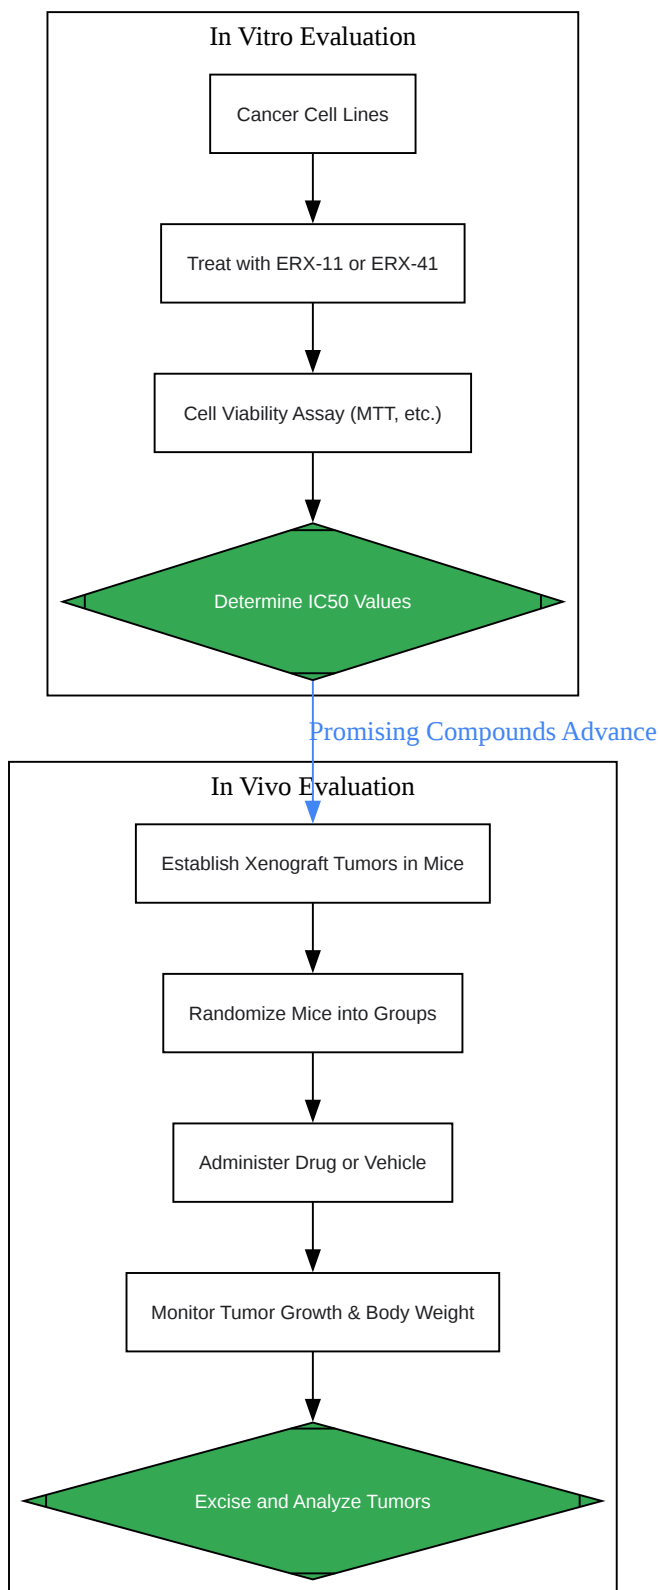 In Vitro Evaluation
Cancer Cell Lines
Treat with ERX-11 or ERX-41
Cell Viability Assay (MTT, etc.)
Determine IC50 Values
Promising Compounds Advance
In Vivo Evaluation
Establish Xenograft Tumors in Mice
Randomize Mice into Groups
Administer Drug or Vehicle
Monitor Tumor Growth & Body Weight
Excise and Analyze Tumors